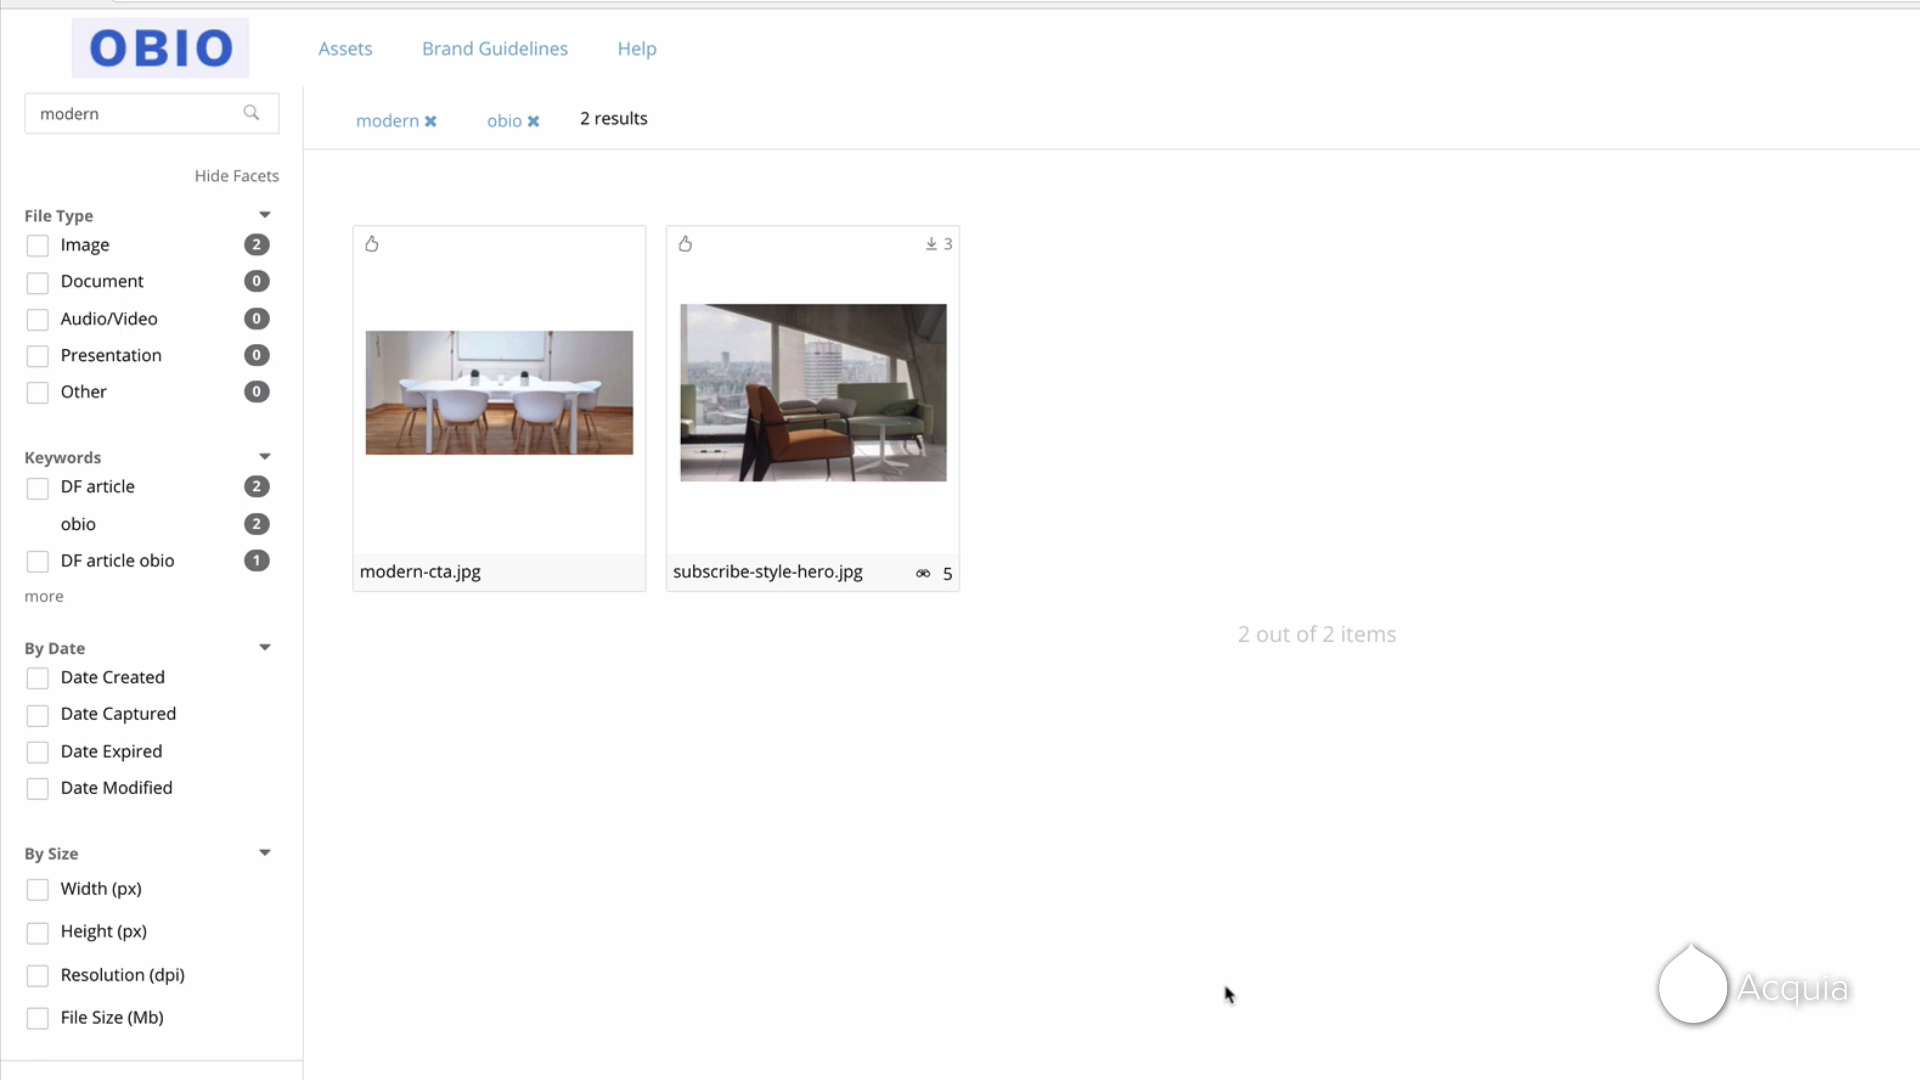 OBIO
Assets
Brand Guidelines
Help
modern
modern
obio
2 results
Hide Facets
File Type
Image 2
Document 0
Audio/Video 0
Presentation 0
Other 0
Keywords
DF article 2
obio 2
DF article obio 1
more
By Date
Date Created
Date Captured
Date Expired
Date Modified
By Size
Width (px)
Height (px)
Resolution (dpi)
File Size (Mb)
3
modern-cta.jpg
subscribe-style-hero.jpg 5
2 out of 2 items
Acquia